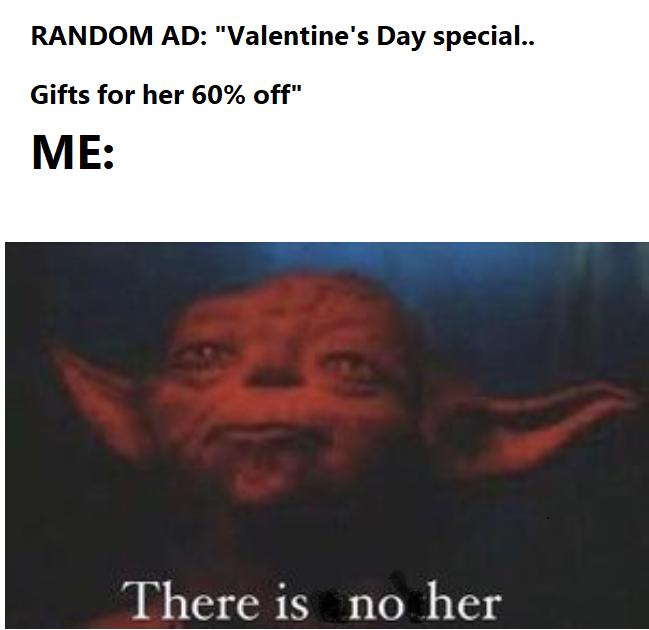 RANDOM AD: "Valentine's Day special..
Gifts for her 60% off"
ME:
There is no her